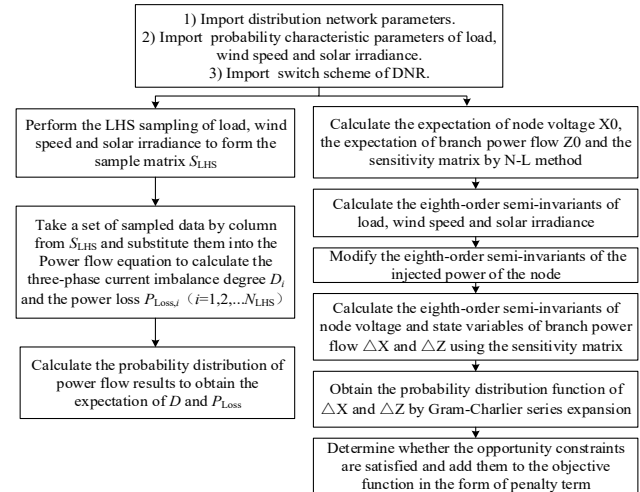 1) Import distribution network parameters.
2) Import probability characteristic parameters of load,
wind speed and solar irradiance.
3) Import switch scheme of DNR.
Perform the LHS sampling of load, wind
speed and solar irradiance to form the
sample matrix S_LHS
Take a set of sampled data by column
from S_LHS and substitute them into the
Power flow equation to calculate the
three-phase current imbalance degree D_i
and the power loss P_Loss,i（i=1,2,...N_LHS）
Calculate the probability distribution of
power flow results to obtain the
expectation of D and P_Loss
Calculate the expectation of node voltage X0,
the expectation of branch power flow Z0 and
the sensitivity matrix by N-L method
Calculate the eighth-order semi-invariants of
load, wind speed and solar irradiance
Modify the eighth-order semi-invariants of the
injected power of the node
Calculate the eighth-order semi-invariants
of node voltage and state variables of branch power
flow △X and △Z using the sensitivity matrix
Obtain the probability distribution function of
△X and △Z by Gram-Charlier series expansion
Determine whether the opportunity constraints
are satisfied and add them to the objective
function in the form of penalty term